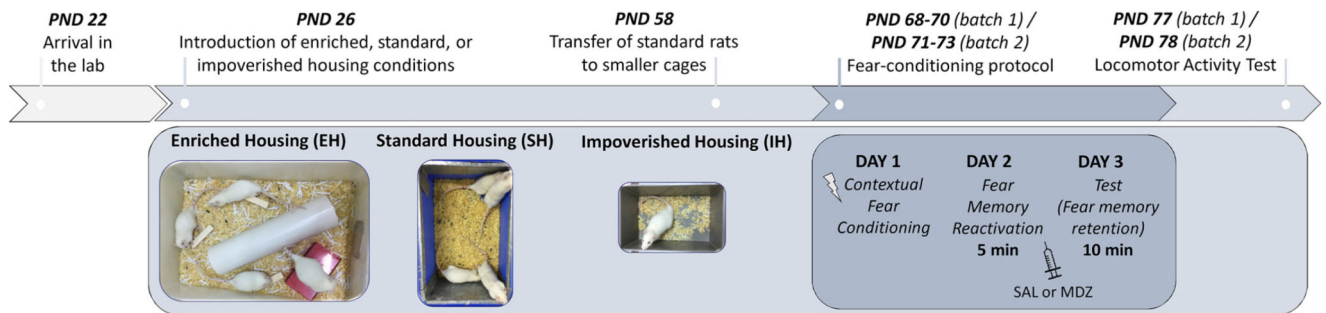 PND 22
Arrival in
the lab
PND 26
Introduction of enriched, standard, or
impoverished housing conditions
PND 58
Transfer of standard rats
to smaller cages
PND 68-70 (batch 1) /
PND 71-73 (batch 2)
Fear-conditioning protocol
PND 77 (batch 1) /
PND 78 (batch 2)
Locomotor Activity Test
Enriched Housing (EH)
Standard Housing (SH)
Impoverished Housing (IH)
DAY 1
Contextual
Fear
Conditioning
DAY 2
Fear
Memory
Reactivation
5 min
DAY 3
Test
(Fear memory
retention)
10 min
SAL or MDZ